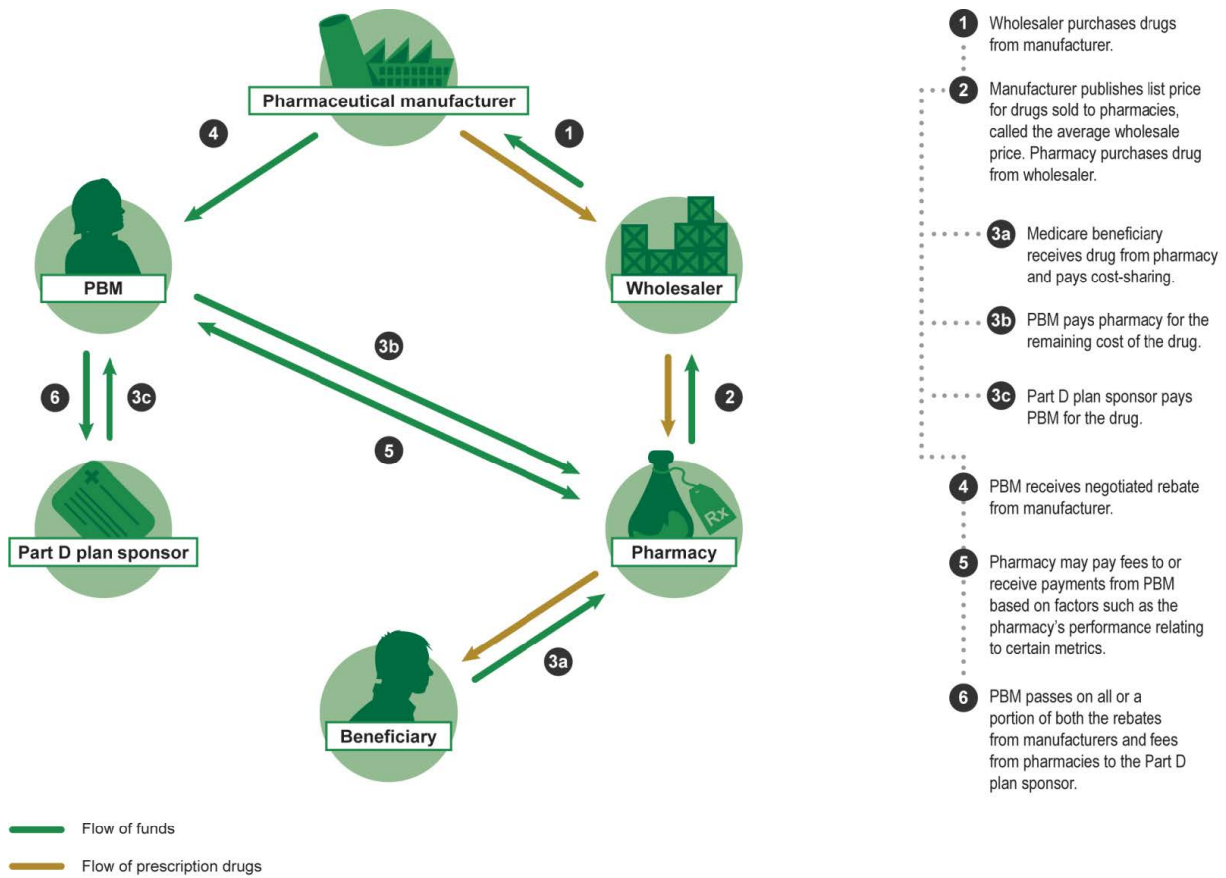 Pharmaceutical manufacturer
4
1
PBM
Wholesaler
3b
6
3c
2
5
Rx
Part D plan sponsor
Pharmacy
3a
Beneficiary
Flow of funds
Flow of prescription drugs
1 Wholesaler purchases drugs
from manufacturer.
2 Manufacturer publishes list price
for drugs sold to pharmacies,
called the average wholesale
price. Pharmacy purchases drug
from wholesaler.
3a Medicare beneficiary
receives drug from pharmacy
and pays cost-sharing.
3b PBM pays pharmacy for the
remaining cost of the drug.
3c Part D plan sponsor pays
PBM for the drug.
4 PBM receives negotiated rebate
from manufacturer.
5 Pharmacy may pay fees to or
receive payments from PBM
based on factors such as the
pharmacy’s performance relating
to certain metrics.
6 PBM passes on all or a
portion of both the rebates
from manufacturers and fees
from pharmacies to the Part D
plan sponsor.